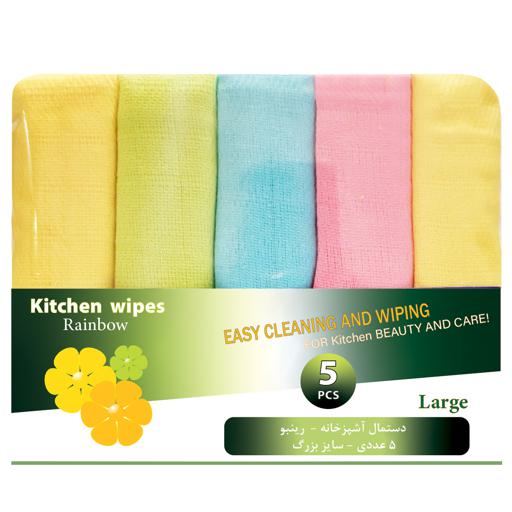 Kitchen wipes
Rainbow
EASY CLEANING AND WIPING
FOR Kitchen BEAUTY AND CARE!
5
PCS
Large
دستمال آشپزخانه - رینبو
۵ عددی - سایز بزرگ